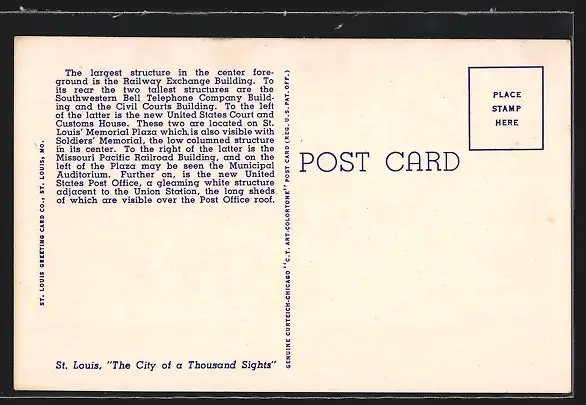 The largest structure in the center fore-
ground is the Railway Exchange Building. To
its rear the two tallest structures are the
Southwestern Bell Telephone Company Build-
ing and the Civil Courts Building. To the left
of the latter is the new United States Court and
Customs House. These two are located on St.
Louis' Memorial Plaza which, is also visible with
Soldiers' Memorial, the low columned structure
in its center. To the right of the latter is the
Missouri Pacific Railroad Building, and on the
left of the Plaza may be seen the Municipal
Auditorium. Further on, is the new United
States Post Office, a gleaming white structure
adjacent to the Union Station, the long sheds
of which are visible over the Post Office roof.
St. Louis, "The City of a Thousand Sights"
ST. LOUIS GREETING CARD CO., ST. LOUIS, MO.
GENUINE CURTEICH-CHICAGO "C.T. ART-COLORTONE" POST CARD (REG. U.S. PAT. OFF.)
POST CARD
PLACE
STAMP
HERE